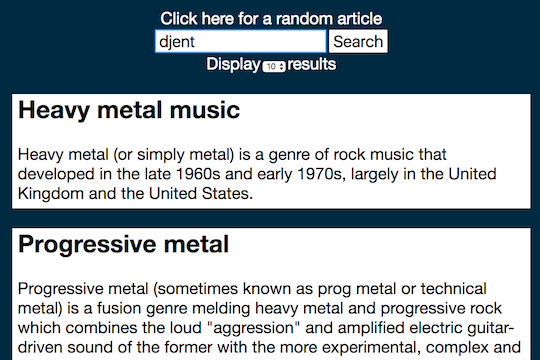 Click here for a random article
djent Search
Display 10 results
Heavy metal music
Heavy metal (or simply metal) is a genre of rock music that
developed in the late 1960s and early 1970s, largely in the United
Kingdom and the United States.
Progressive metal
Progressive metal (sometimes known as prog metal or technical
metal) is a fusion genre melding heavy metal and progressive rock
which combines the loud "aggression" and amplified electric guitar-
driven sound of the former with the more experimental, complex and